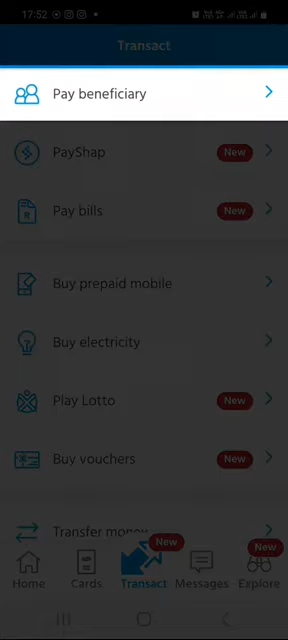 17:52
Transact
Pay beneficiary
PayShap New
Pay bills New
Buy prepaid mobile
Buy electricity
Play Lotto New
Buy vouchers New
Transfer money
New New
Home Cards Transact Messages Explore